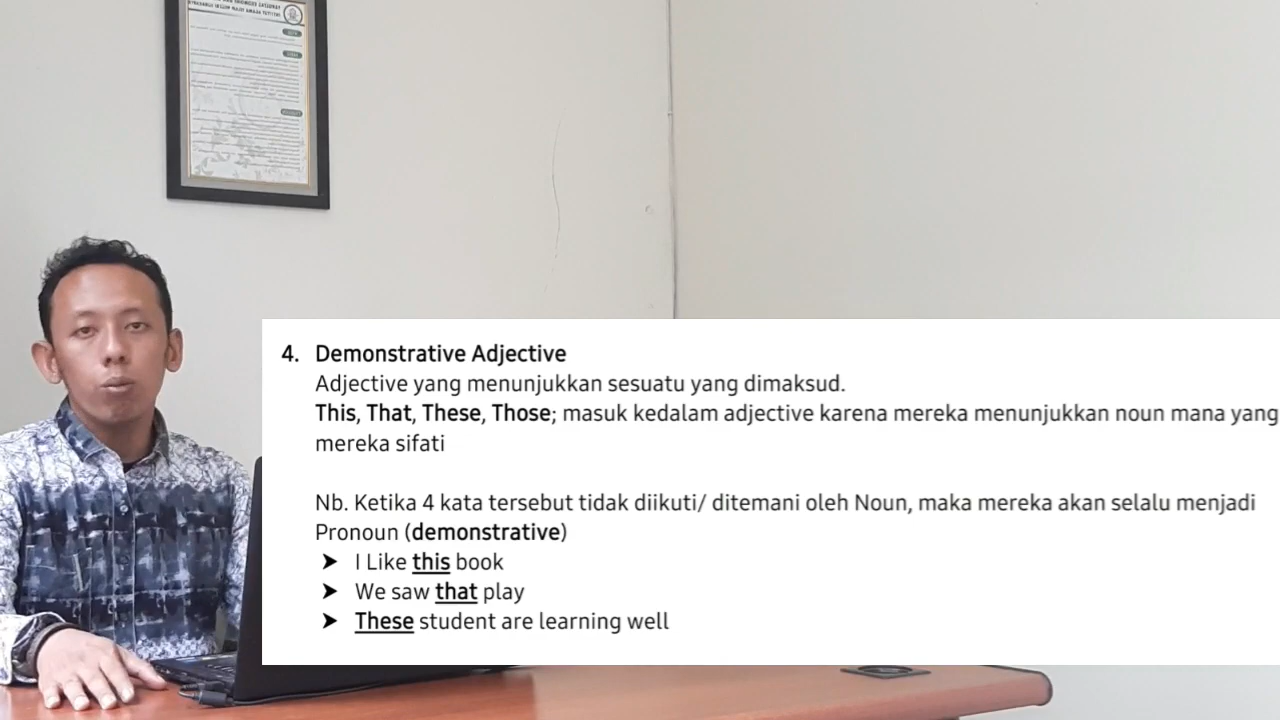 4. Demonstrative Adjective
Adjective yang menunjukkan sesuatu yang dimaksud.
This, That, These, Those; masuk kedalam adjective karena mereka menunjukkan noun mana yang
mereka sifati
Nb. Ketika 4 kata tersebut tidak diikuti/ ditemani oleh Noun, maka mereka akan selalu menjadi
Pronoun (demonstrative)
➤ I Like this book
➤ We saw that play
➤ These student are learning well